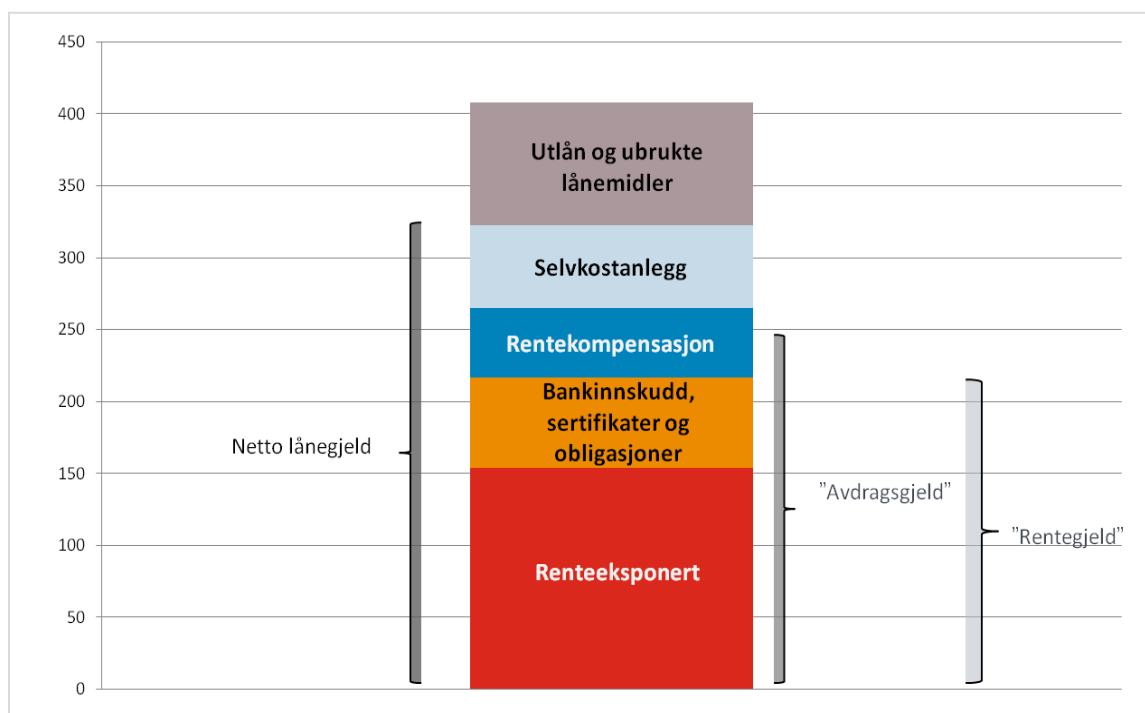 450
400
350
300
250
200
150
100
50
0
Utlån og ubrukte
lånemidler
Selvkostanlegg
Rentekompensasjon
Bankinnskudd,
sertifikater og
obligasjoner
Renteeksponert
Netto lånegjeld
”Avdragsgjeld”
”Rentegjeld”